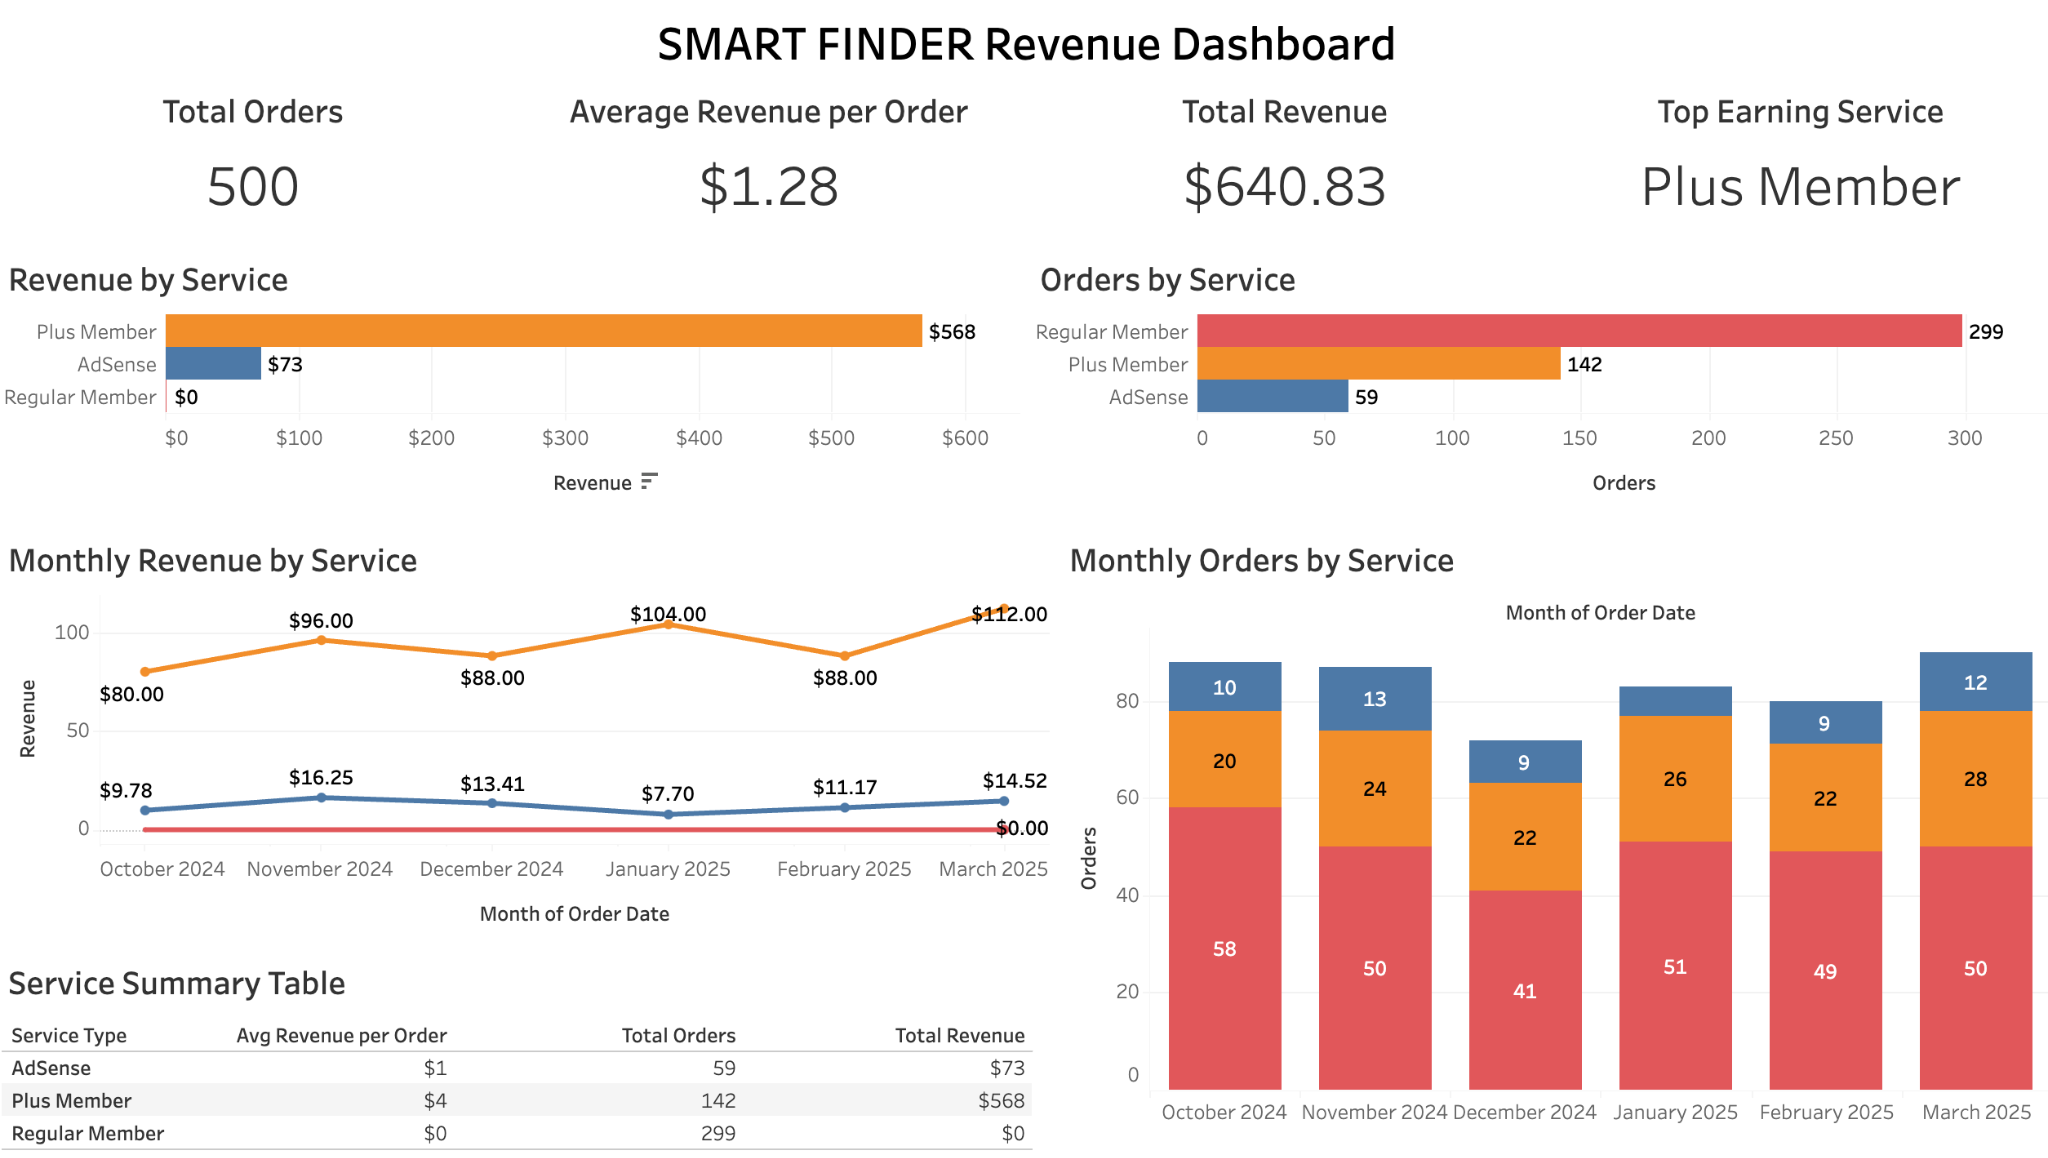 SMART FINDER Revenue Dashboard
Total Orders
500
Average Revenue per Order
$1.28
Total Revenue
$640.83
Top Earning Service
Plus Member
Revenue by Service
Plus Member $568
AdSense $73
Regular Member $0
$0 $100 $200 $300 $400 $500 $600
Revenue
Orders by Service
Regular Member 299
Plus Member 142
AdSense 59
0 50 100 150 200 250 300
Orders
Monthly Revenue by Service
Revenue
100
50
0
$80.00 $96.00 $88.00 $104.00 $88.00 $112.00
$9.78 $16.25 $13.41 $7.70 $11.17 $14.52
$0.00
October 2024 November 2024 December 2024 January 2025 February 2025 March 2025
Month of Order Date
Monthly Orders by Service
Month of Order Date
Orders
80
60
40
20
0
10 13 9 9 12
20 24 22 26 22 28
58 50 41 51 49 50
October 2024 November 2024 December 2024 January 2025 February 2025 March 2025
Service Summary Table
Service Type Avg Revenue per Order Total Orders Total Revenue
AdSense $1 59 $73
Plus Member $4 142 $568
Regular Member $0 299 $0